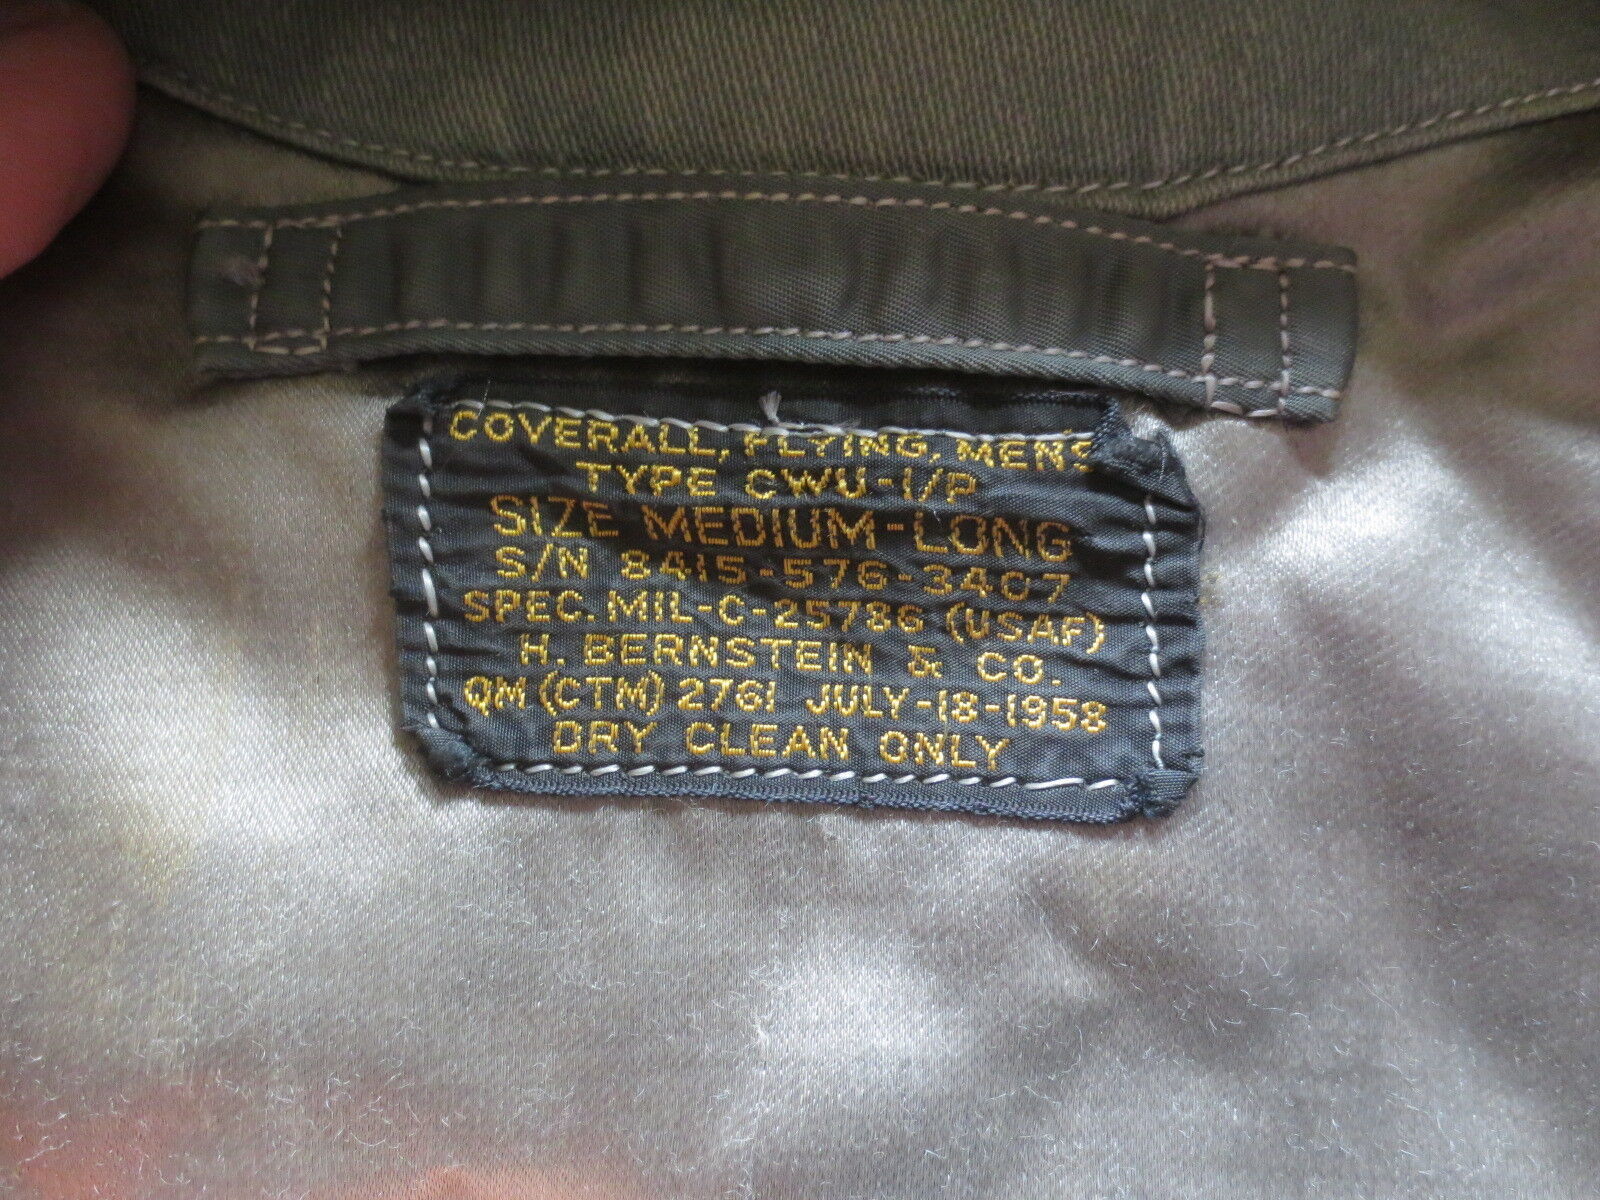 COVERALL, FLYING, MEN'S
TYPE CWU-1/P
SIZE MEDIUM-LONG
S/N 8415-576-3407
SPEC. MIL-C-25786 (USAF)
H. BERNSTEIN & CO.
QM (CTM) 2761 JULY-18-1958
DRY CLEAN ONLY